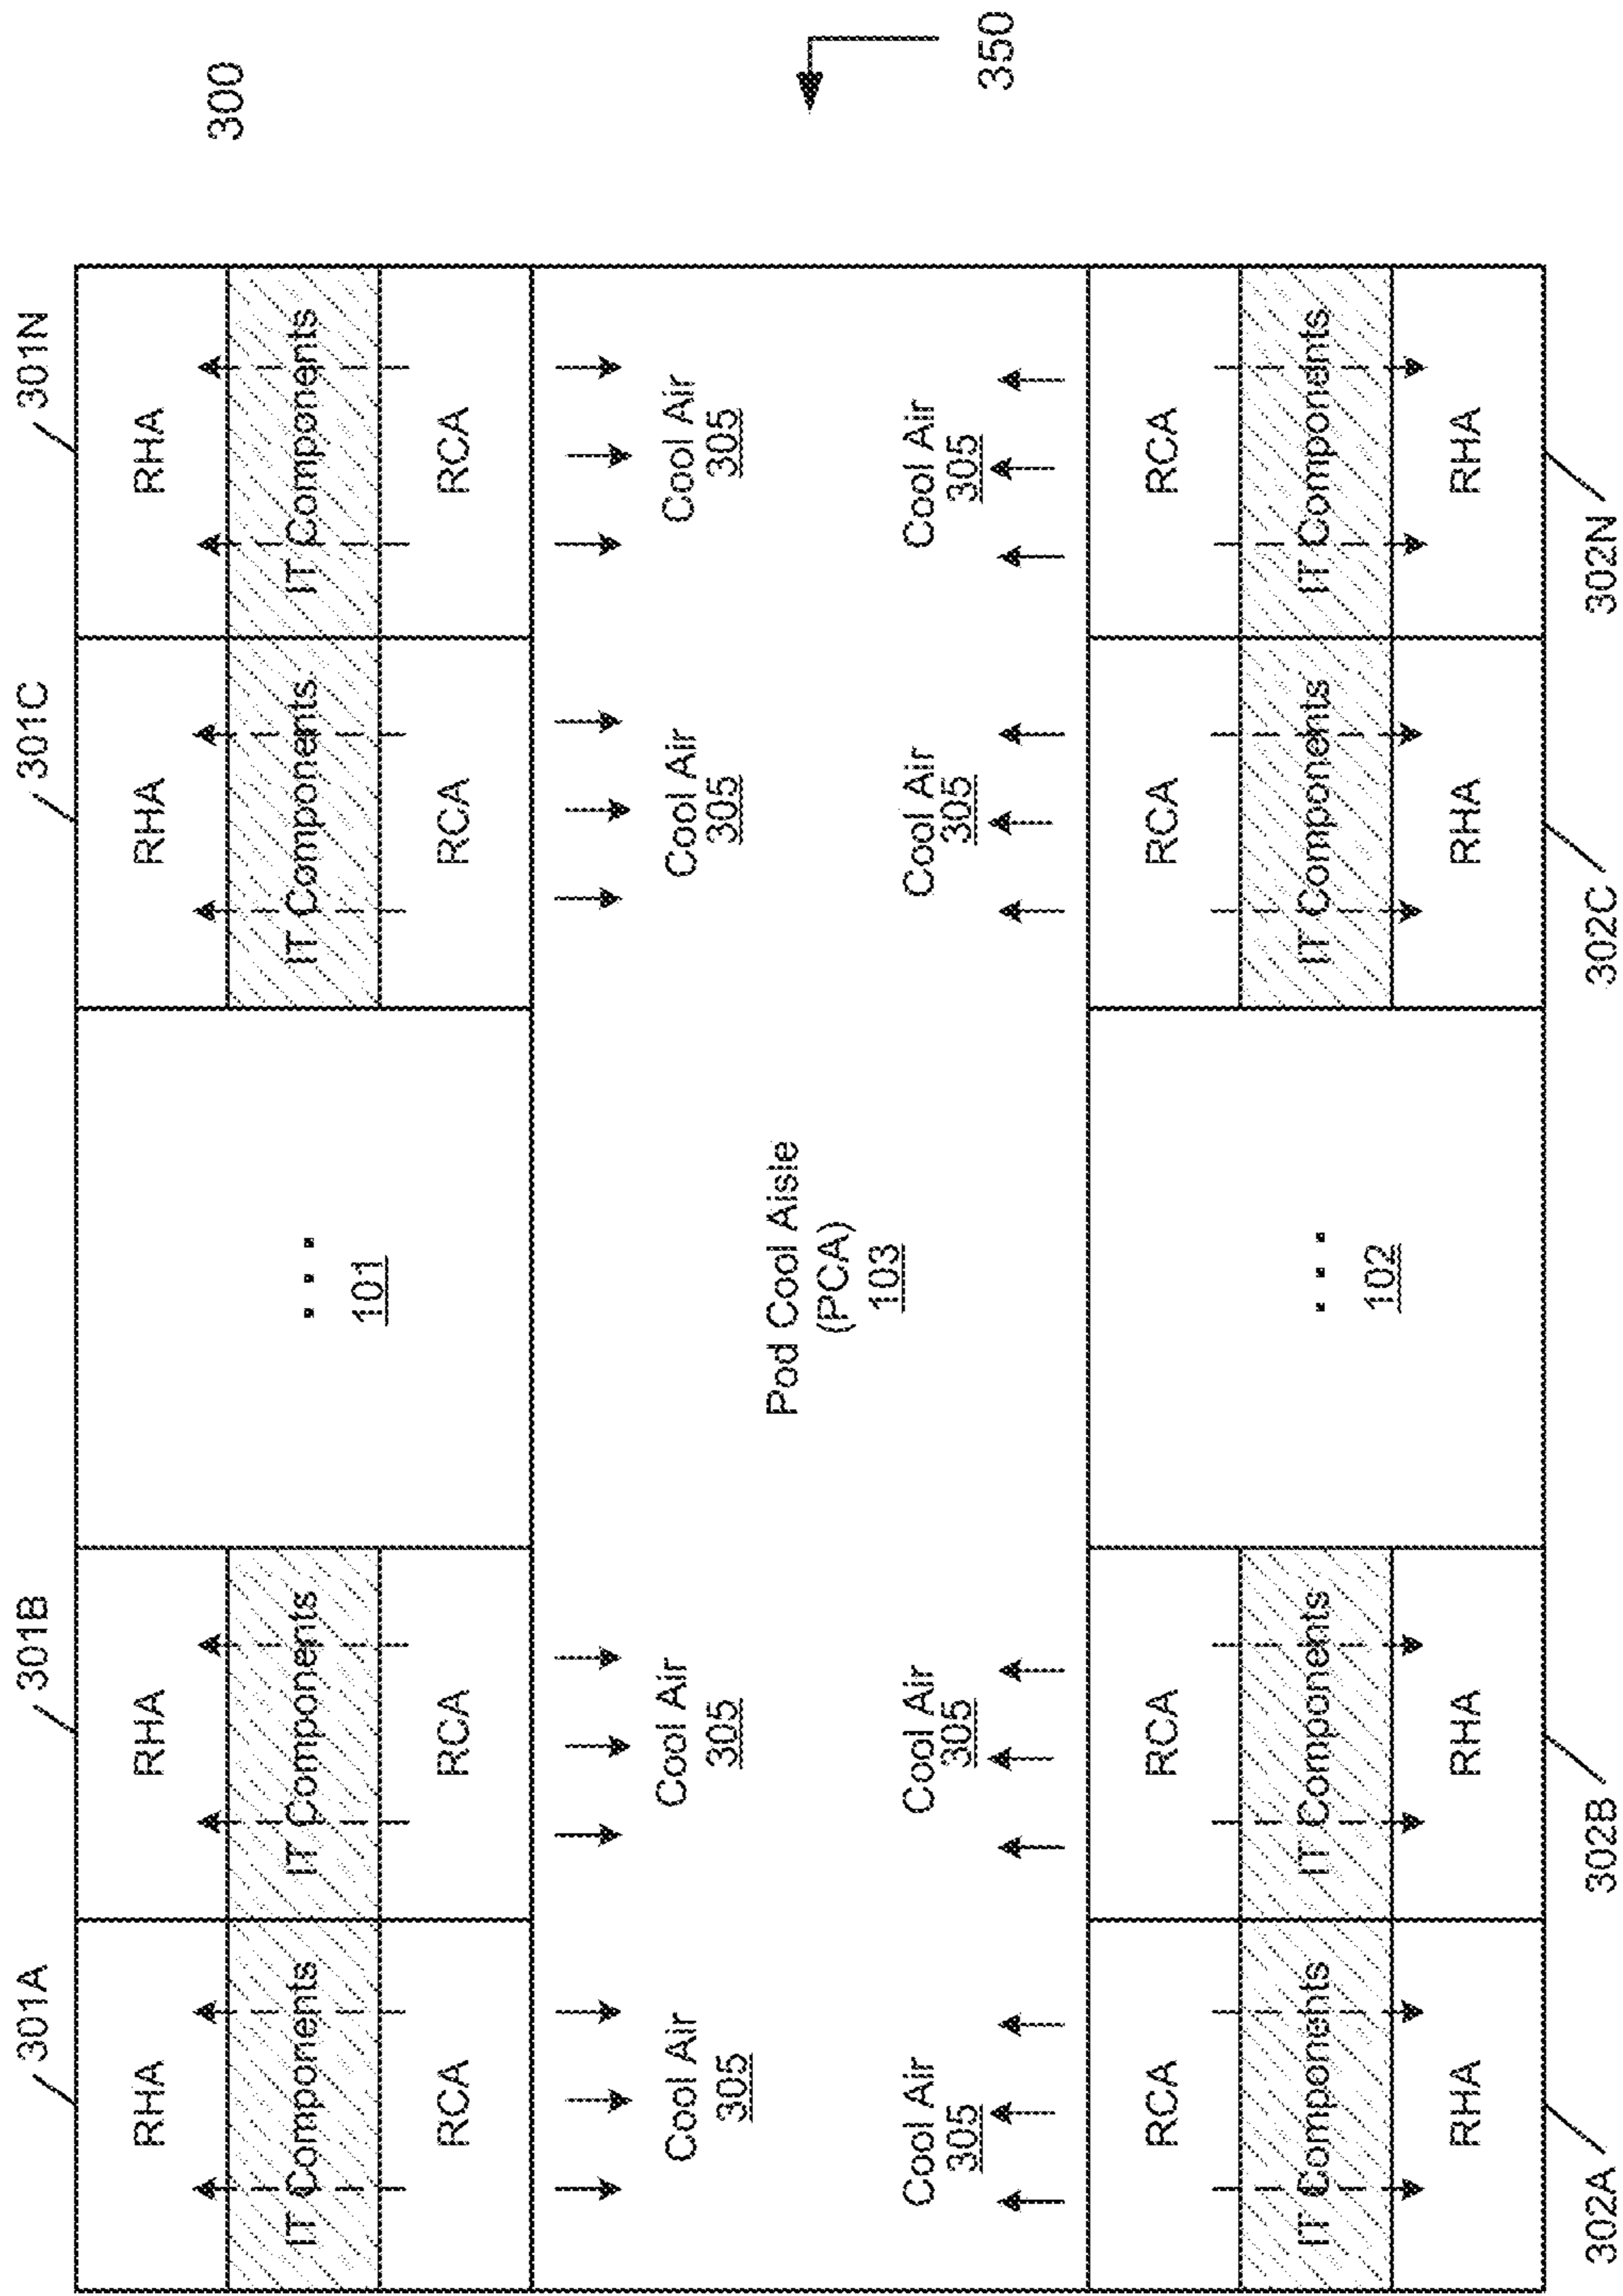 301A 301B 301C 301N
300
RHA RHA RHA RHA
IT Components IT Components IT Components IT Components
...
101
RCA RCA RCA RCA
Cool Air Cool Air Cool Air Cool Air
305 305 305 305
Pod Cool Aisle
(PCA)
103
350
Cool Air Cool Air Cool Air Cool Air
305 305 305 305
RCA RCA RCA RCA
IT Components IT Components IT Components IT Components
...
102
RHA RHA RHA RHA
302A 302B 302C 302N